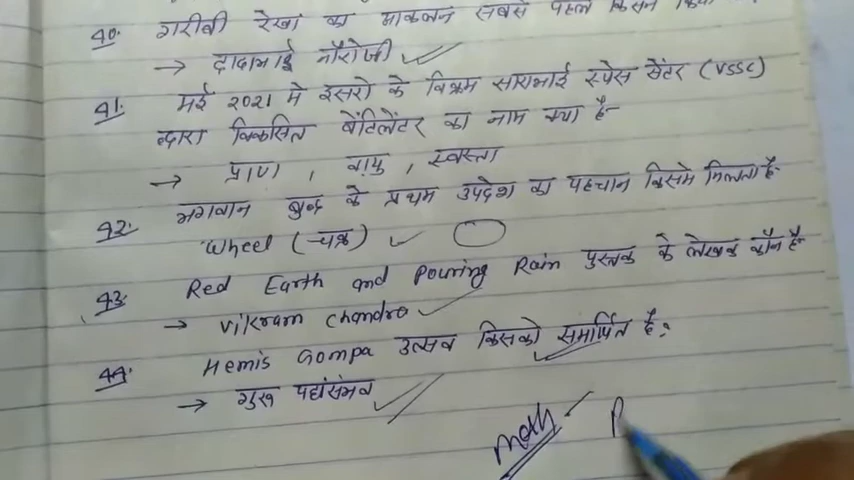 40. गरीबी रेखा का आकलन सबसे पहले किसने किया
→ दादाभाई नौरोजी
41. मई 2021 मे इसरो के विक्रम साराभाई स्पेस सेंटर (VSSC)
द्वारा विकसित वेंटिलेंटर का नाम क्या है-
→ प्राण, वायु, स्वस्ता
42. भगवान बुद्ध के प्रथम उपदेश का पहचान किसमे मिलता है-
Wheel (चक्र)
43. Red Earth and Pouring Rain पुस्तक के लेखक कौन है-
→ Vikram Chandra
44. Hemis Gompa उत्सव किसको समर्पित है?
→ गुरु पद्मसंभव
Math